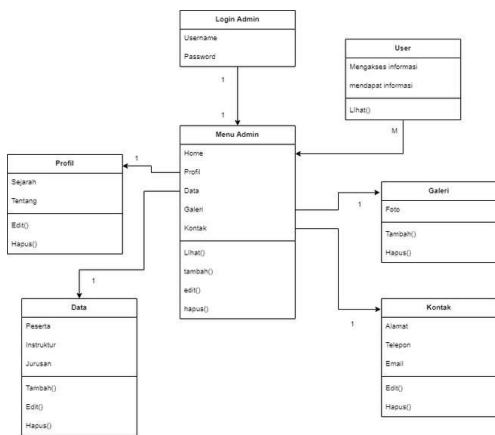 Login Admin
Username
Password
1
1
User
Mengakses informasi
mendapat informasi
Lihat()
M
Menu Admin
Home
Profil
Data
Galeri
Kontak
Lihat()
tambah()
edit()
hapus()
Profil
Sejarah
Tentang
Edit()
Hapus()
1
Galeri
Foto
Tambah()
Hapus()
1
Data
Peserta
Instruktur
Jurusan
Tambah()
Edit()
Hapus()
1
Kontak
Alamat
Telepon
Email
Edit()
Hapus()
1